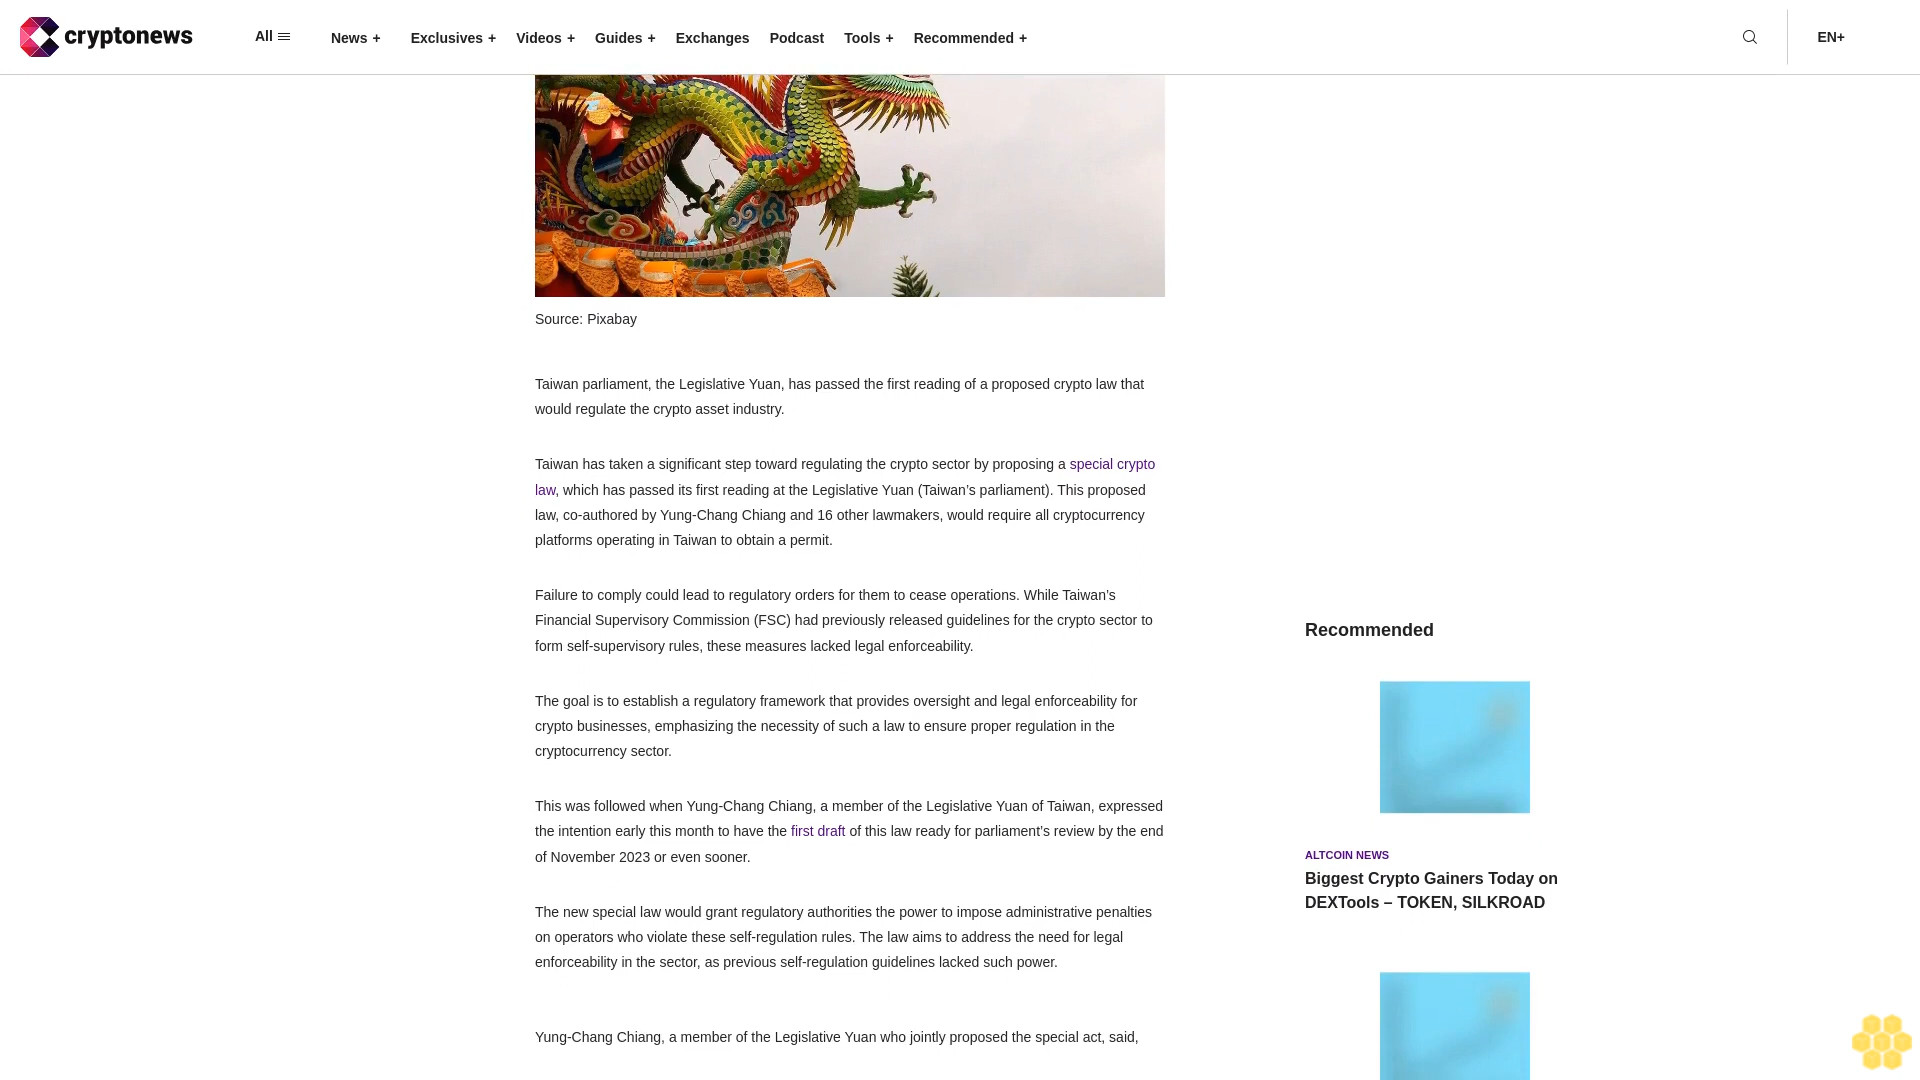 cryptonews
All
News +
Exclusives +
Videos +
Guides +
Exchanges
Podcast
Tools +
Recommended +
EN+
Source: Pixabay
Taiwan parliament, the Legislative Yuan, has passed the first reading of a proposed crypto law that
would regulate the crypto asset industry.
Taiwan has taken a significant step toward regulating the crypto sector by proposing a special crypto
law, which has passed its first reading at the Legislative Yuan (Taiwan’s parliament). This proposed
law, co-authored by Yung-Chang Chiang and 16 other lawmakers, would require all cryptocurrency
platforms operating in Taiwan to obtain a permit.
Failure to comply could lead to regulatory orders for them to cease operations. While Taiwan’s
Financial Supervisory Commission (FSC) had previously released guidelines for the crypto sector to
form self-supervisory rules, these measures lacked legal enforceability.
The goal is to establish a regulatory framework that provides oversight and legal enforceability for
crypto businesses, emphasizing the necessity of such a law to ensure proper regulation in the
cryptocurrency sector.
This was followed when Yung-Chang Chiang, a member of the Legislative Yuan of Taiwan, expressed
the intention early this month to have the first draft of this law ready for parliament’s review by the end
of November 2023 or even sooner.
The new special law would grant regulatory authorities the power to impose administrative penalties
on operators who violate these self-regulation rules. The law aims to address the need for legal
enforceability in the sector, as previous self-regulation guidelines lacked such power.
Yung-Chang Chiang, a member of the Legislative Yuan who jointly proposed the special act, said,
Recommended
ALTCOIN NEWS
Biggest Crypto Gainers Today on
DEXTools – TOKEN, SILKROAD